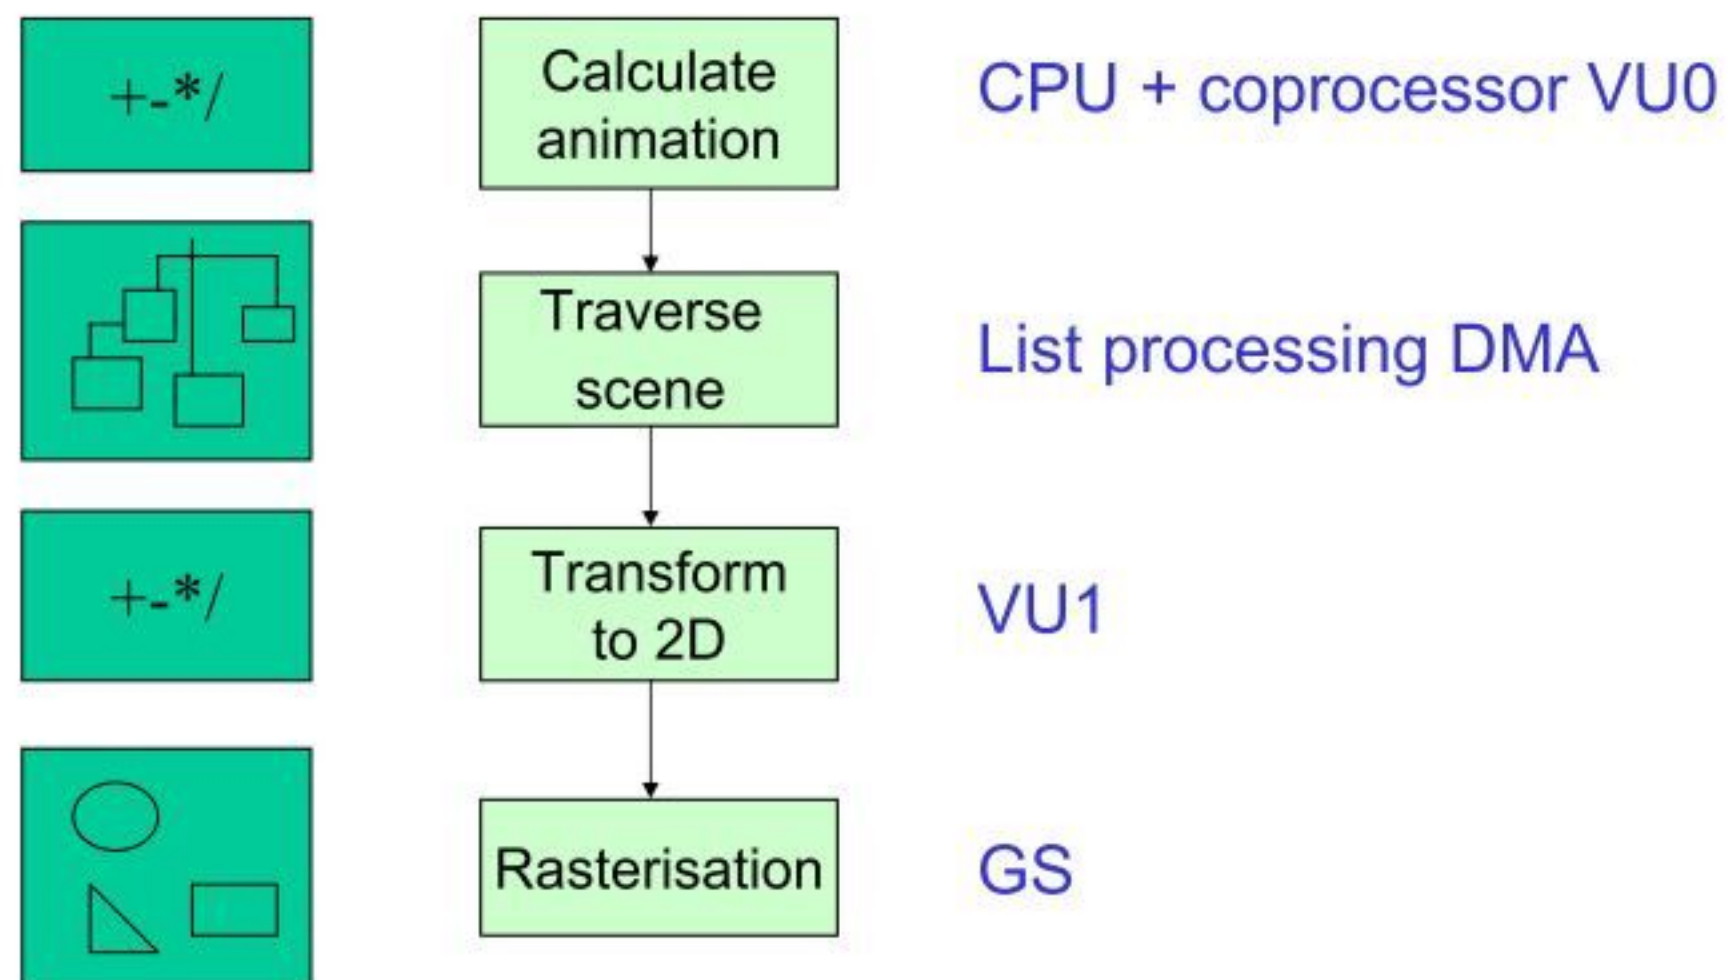 +-*/
Calculate
animation
CPU + coprocessor VU0
Traverse
scene
List processing DMA
+-*/
Transform
to 2D
VU1
Rasterisation
GS